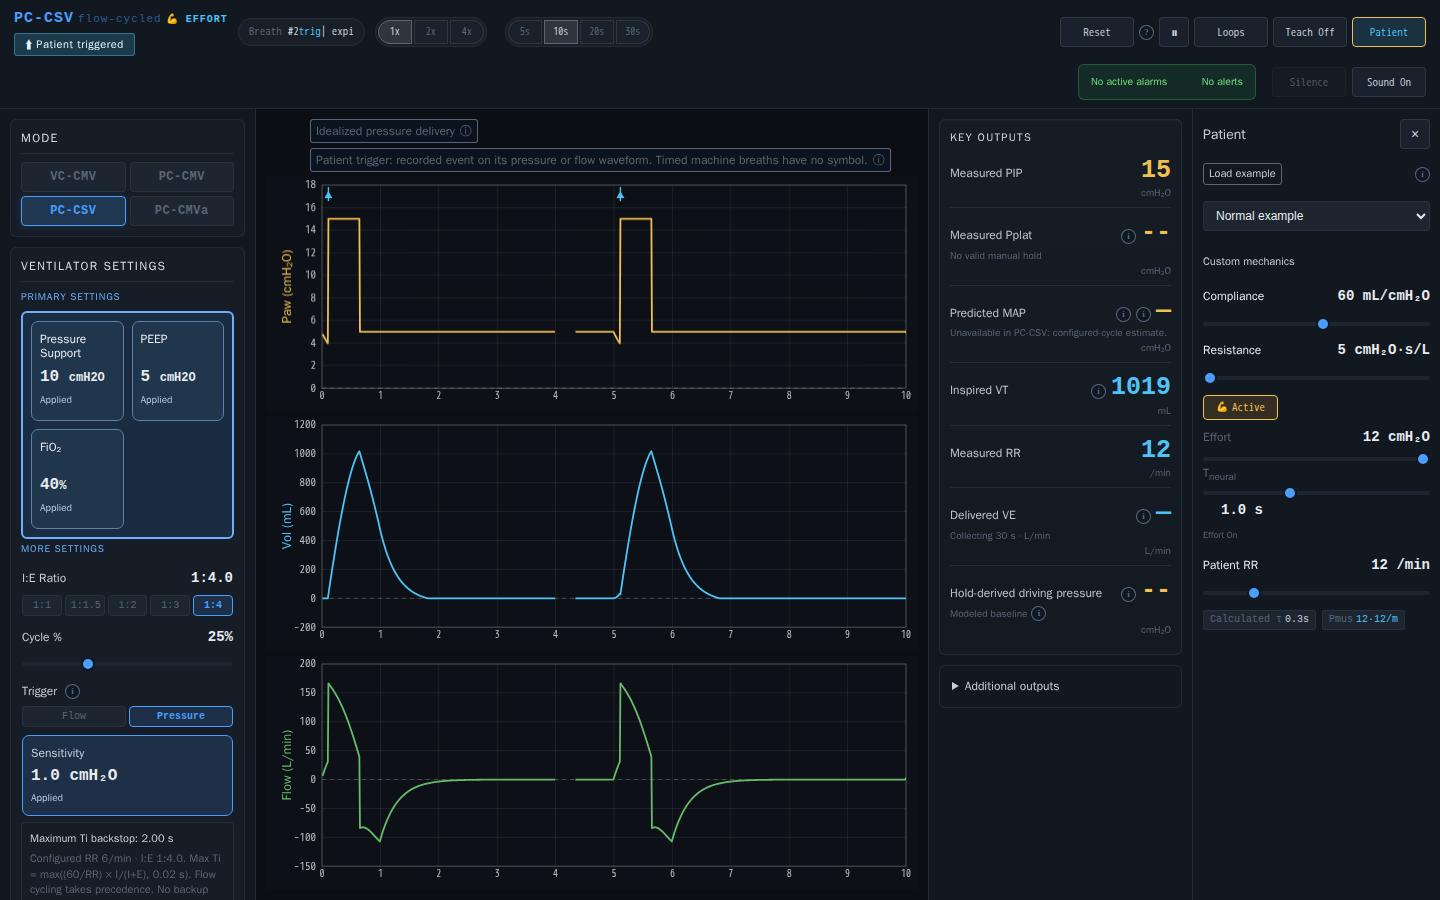 PC-CSV flow-cycled 💪 EFFORT
⬆ Patient triggered
Breath #2trig| expi
1x 2x 4x
5s 10s 20s 30s
Reset ? ⏸ Loops Teach Off Patient
No active alarms No alerts
Silence Sound On
MODE
VC-CMV PC-CMV
PC-CSV PC-CMVa
VENTILATOR SETTINGS
PRIMARY SETTINGS
Pressure Support
10 cmH2O
Applied
PEEP
5 cmH2O
Applied
FiO₂
40%
Applied
MORE SETTINGS
I:E Ratio 1:4.0
1:1 1:1.5 1:2 1:3 1:4
Cycle % 25%
Trigger ⓘ
Flow Pressure
Sensitivity
1.0 cmH₂O
Applied
Maximum Ti backstop: 2.00 s
Configured RR 6/min · I:E 1:4.0. Max Ti
= max((60/RR) × I/(I+E), 0.02 s). Flow
cycling takes precedence. No backup
Idealized pressure delivery ⓘ
Patient trigger: recorded event on its pressure or flow waveform. Timed machine breaths have no symbol. ⓘ
Paw (cmH₂O)
18
16
14
12
10
8
6
4
2
0
0 1 2 3 4 5 6 7 8 9 10
Vol (mL)
1200
1000
800
600
400
200
0
-200
0 1 2 3 4 5 6 7 8 9 10
Flow (L/min)
200
150
100
50
0
-50
-100
-150
0 1 2 3 4 5 6 7 8 9 10
KEY OUTPUTS
Measured PIP 15
cmH₂O
Measured Pplat ⓘ --
No valid manual hold
cmH₂O
Predicted MAP ⓘ ⓘ —
Unavailable in PC-CSV: configured-cycle estimate.
cmH₂O
Inspired VT ⓘ 1019
mL
Measured RR 12
/min
Delivered VE ⓘ —
Collecting 30 s · L/min
L/min
Hold-derived driving pressure ⓘ --
Modeled baseline ⓘ
cmH₂O
▶ Additional outputs
Patient ×
Load example ⓘ
Normal example
Custom mechanics
Compliance 60 mL/cmH₂O
Resistance 5 cmH₂O·s/L
💪 Active
Effort 12 cmH₂O
Tneural
1.0 s
Effort On
Patient RR 12 /min
Calculated τ 0.3s Pmus 12·12/m